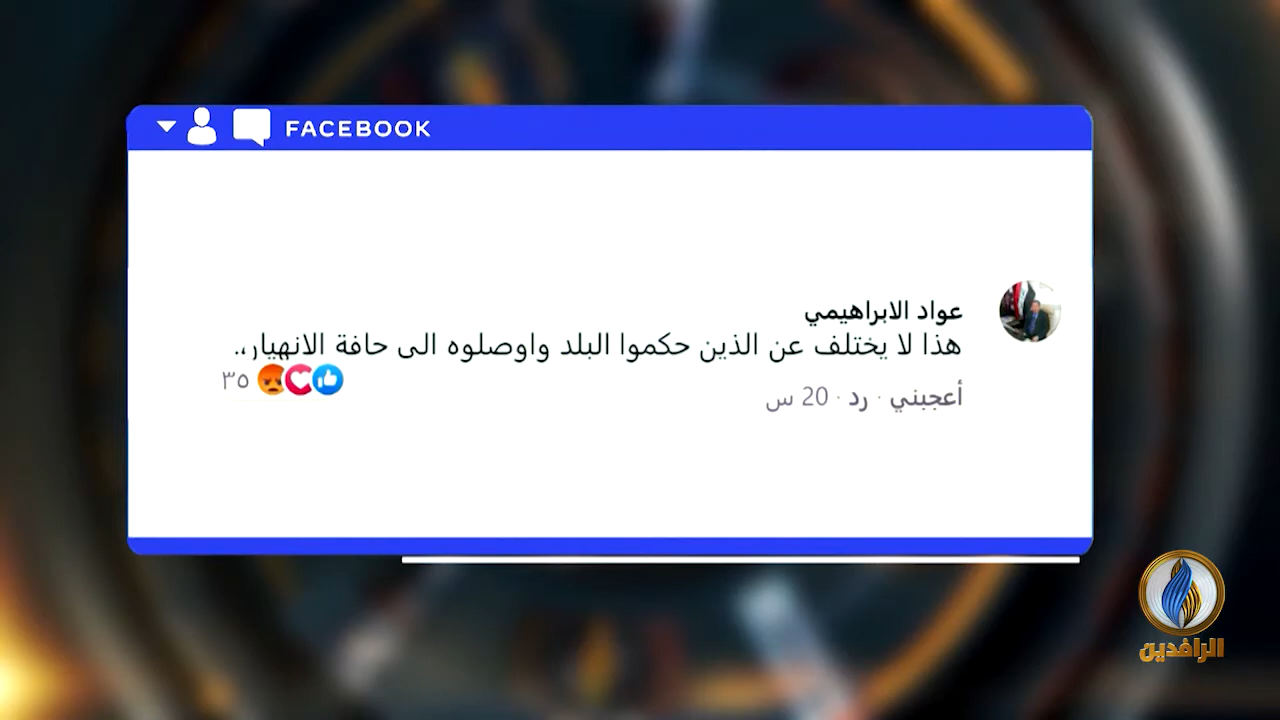 FACEBOOK
عواد الابراهيمي
هذا لا يختلف عن الذين حكموا البلد واوصلوه الى حافة الانهيار،.
٣٥
أعجبني · رد · 20 س
الرافدين